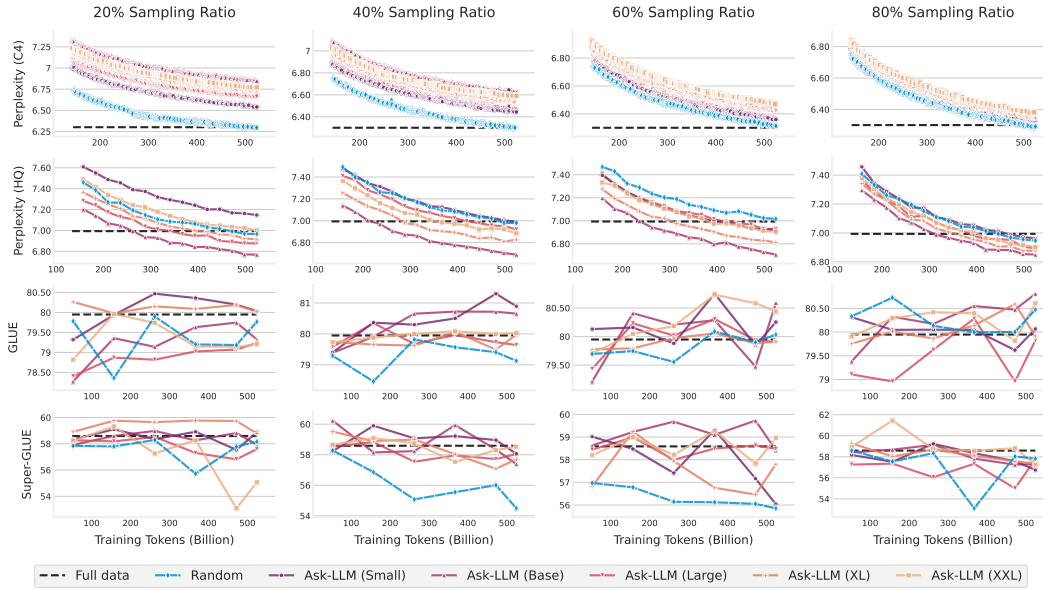 20% Sampling Ratio
40% Sampling Ratio
60% Sampling Ratio
80% Sampling Ratio
Perplexity (C4)
7.25
7
6.75
6.50
6.25
200 300 400 500
7
6.80
6.60
6.40
200 300 400 500
6.80
6.60
6.40
200 300 400 500
6.80
6.60
6.40
200 300 400 500
Perplexity (HQ)
7.60
7.40
7.20
7.00
6.80
100 200 300 400 500
7.40
7.20
7.00
6.80
100 200 300 400 500
7.40
7.20
7.00
6.80
100 200 300 400 500
7.40
7.20
7.00
6.80
100 200 300 400 500
GLUE
80.50
80
79.50
79
78.50
81
80
79
80.50
80
79.50
80.50
80
79.50
79
Super-GLUE
60
58
56
54
100 200 300 400 500
Training Tokens (Billion)
60
58
56
54
100 200 300 400 500
Training Tokens (Billion)
60
59
58
57
56
100 200 300 400 500
Training Tokens (Billion)
62
60
58
56
54
100 200 300 400 500
Training Tokens (Billion)
Full data Random Ask-LLM (Small) Ask-LLM (Base) Ask-LLM (Large) Ask-LLM (XL) Ask-LLM (XXL)